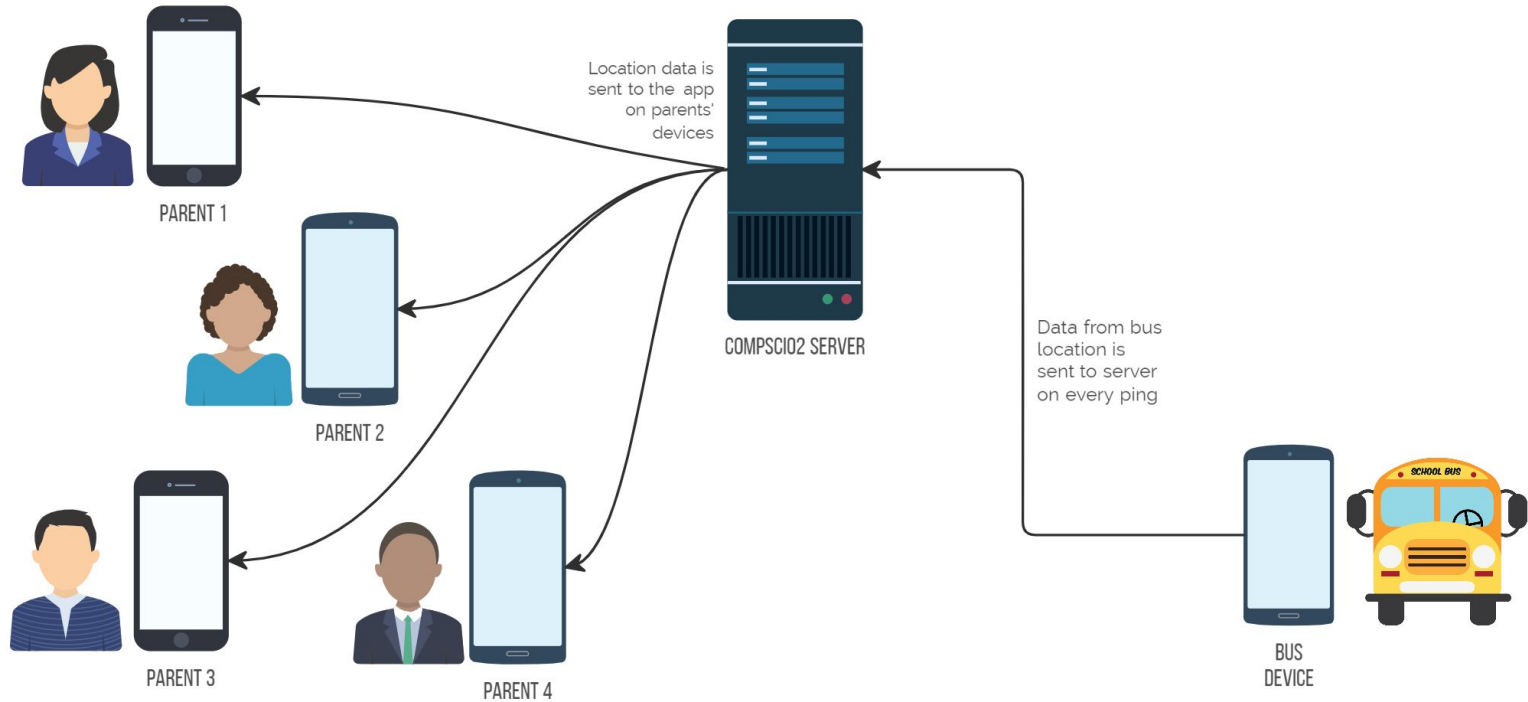 Location data is
sent to the app
on parents'
devices
PARENT 1
PARENT 2
COMPSCI02 SERVER
Data from bus
location is
sent to server
on every ping
SCHOOL BUS
PARENT 3
PARENT 4
BUS
DEVICE